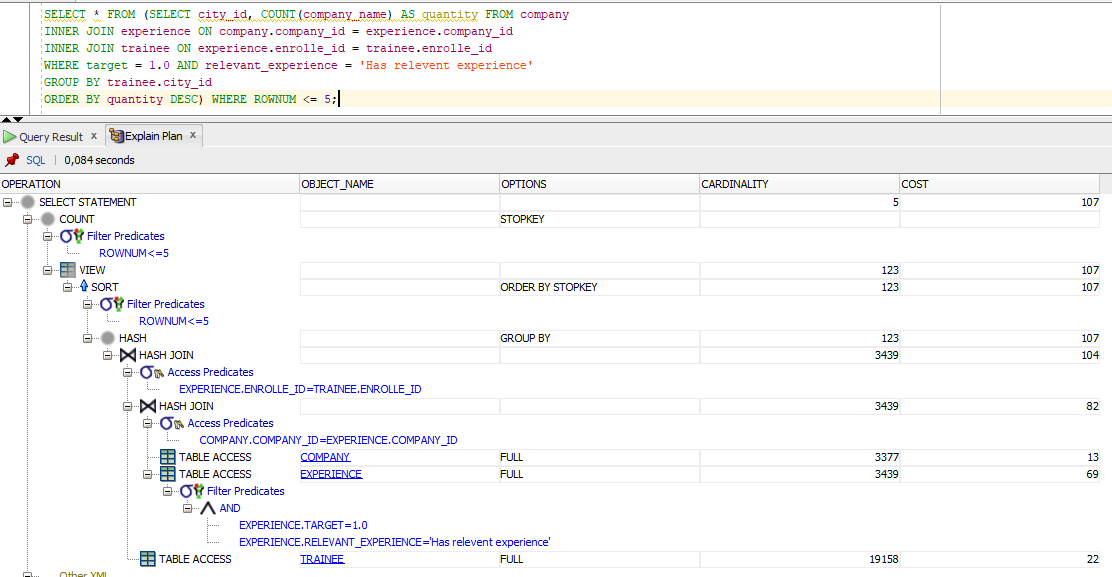 SELECT * FROM (SELECT city_id, COUNT(company_name) AS quantity FROM company
INNER JOIN experience ON company.company_id = experience.company_id
INNER JOIN trainee ON experience.enrolle_id = trainee.enrolle_id
WHERE target = 1.0 AND relevant_experience = 'Has relevent experience'
GROUP BY trainee.city_id
ORDER BY quantity DESC) WHERE ROWNUM <= 5;
Query Result x Explain Plan x
SQL | 0,084 seconds
OPERATION OBJECT_NAME OPTIONS CARDINALITY COST
SELECT STATEMENT 5 107
COUNT STOPKEY
Filter Predicates
ROWNUM<=5
VIEW 123 107
SORT ORDER BY STOPKEY 123 107
Filter Predicates
ROWNUM<=5
HASH GROUP BY 123 107
HASH JOIN 3439 104
Access Predicates
EXPERIENCE.ENROLLE_ID=TRAINEE.ENROLLE_ID
HASH JOIN 3439 82
Access Predicates
COMPANY.COMPANY_ID=EXPERIENCE.COMPANY_ID
TABLE ACCESS COMPANY FULL 3377 13
TABLE ACCESS EXPERIENCE FULL 3439 69
Filter Predicates
AND
EXPERIENCE.TARGET=1.0
EXPERIENCE.RELEVANT_EXPERIENCE='Has relevent experience'
TABLE ACCESS TRAINEE FULL 19158 22
Other XML